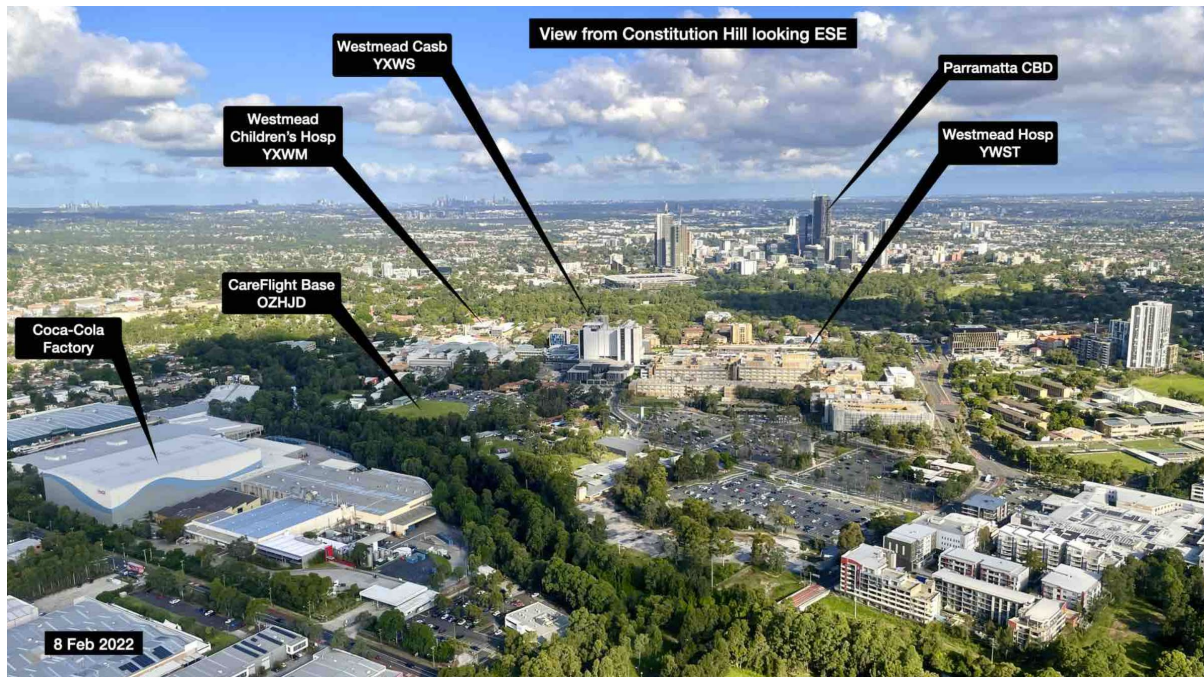 View from Constitution Hill looking ESE
Westmead Casb
YXWS
Parramatta CBD
Westmead
Children's Hosp
YXWM
Westmead Hosp
YWST
CareFlight Base
OZHJD
Coca-Cola
Factory
8 Feb 2022